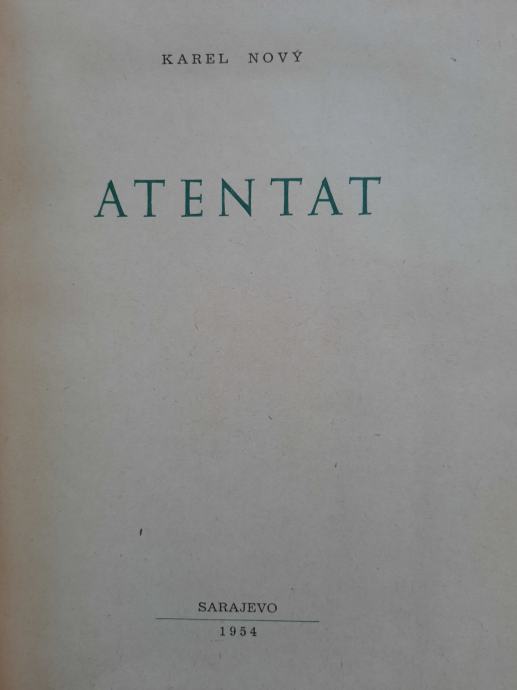 KAREL NOVÝ
ATENTAT
SARAJEVO
1954